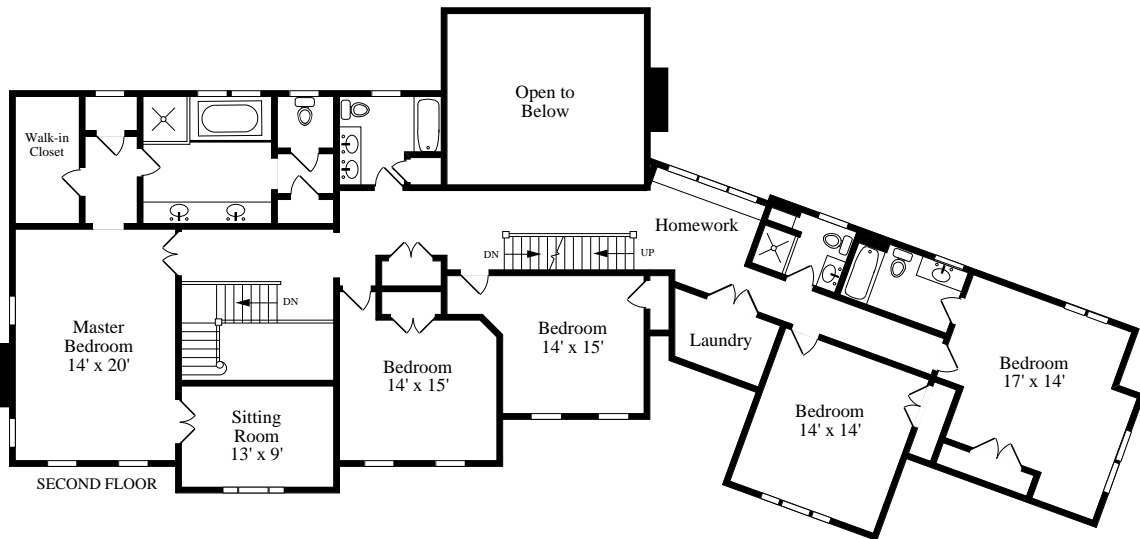 Open to
Below
Walk-in
Closet
Homework
DN
UP
DN
Master
Bedroom
14' x 20'
Bedroom
14' x 15'
Laundry
Bedroom
14' x 15'
Bedroom
17' x 14'
Sitting
Room
13' x 9'
Bedroom
14' x 14'
SECOND FLOOR